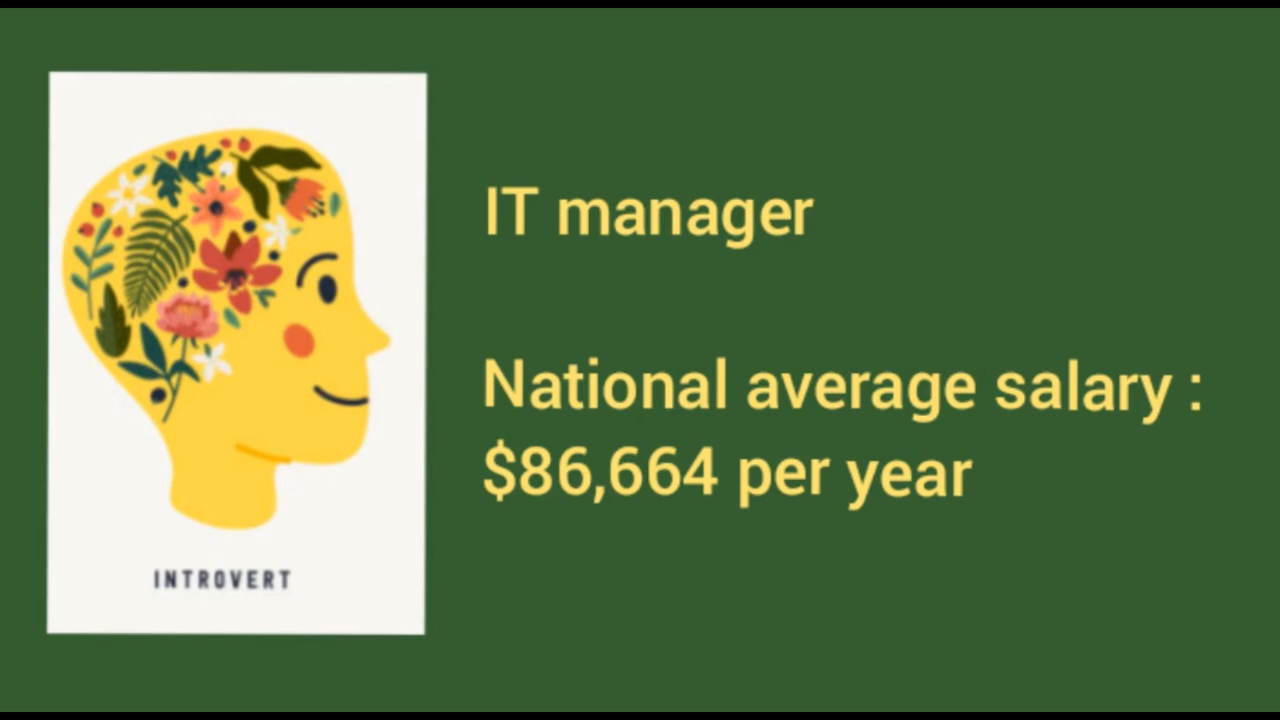 INTROVERT
IT manager
National average salary :
$86,664 per year